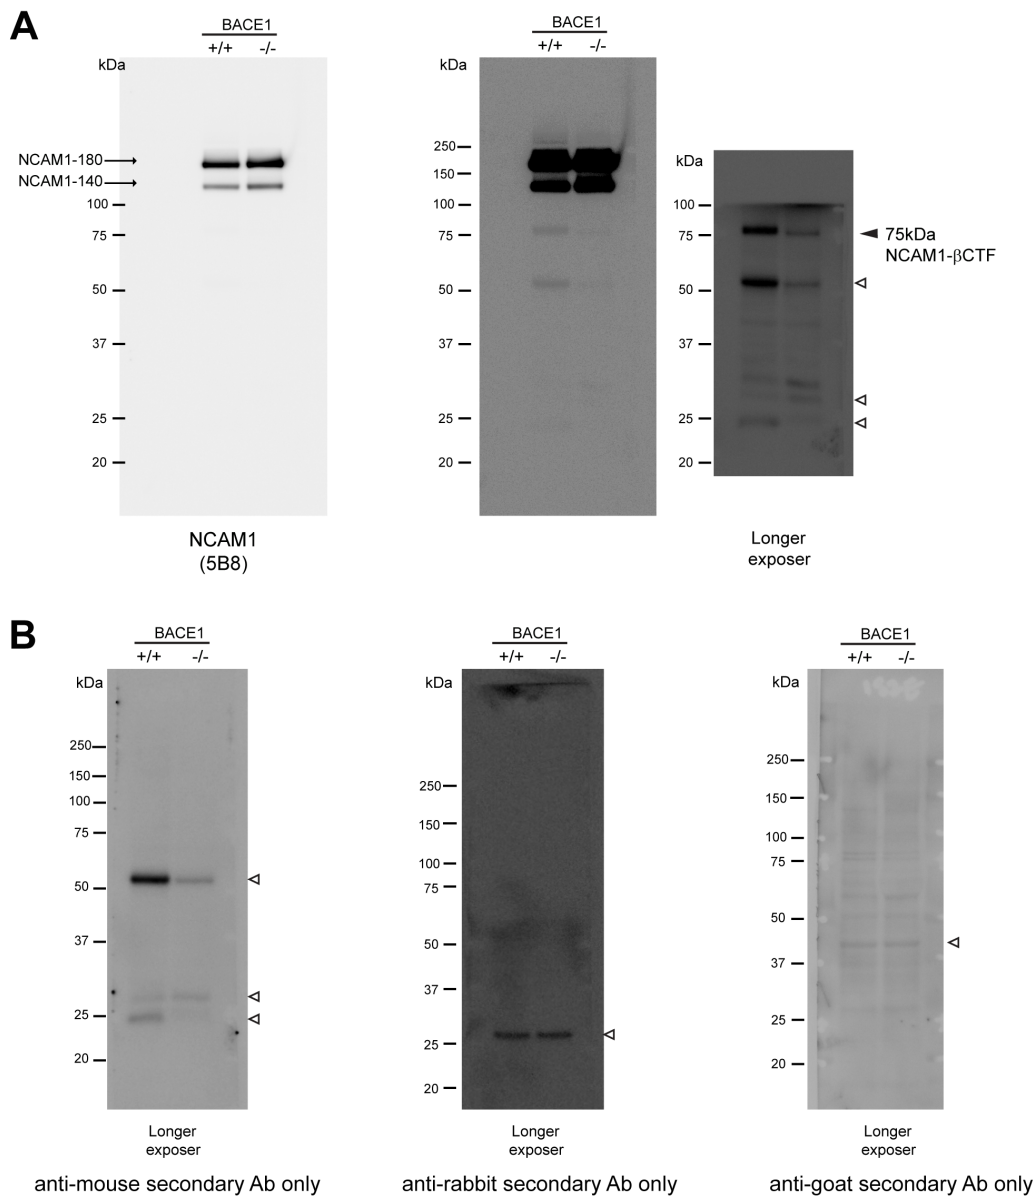 A
BACE1
+/+ -/-
kDa
NCAM1-180
NCAM1-140
100
75
50
37
25
20
NCAM1
(5B8)
BACE1
+/+ -/-
kDa
250
150
100
75
50
37
25
20
kDa
100
75
50
37
25
20
75kDa
NCAM1-βCTF
Longer
exposer
B
BACE1
+/+ -/-
kDa
250
150
100
75
50
37
25
20
Longer
exposer
anti-mouse secondary Ab only
BACE1
+/+ -/-
kDa
250
150
100
75
50
37
25
20
Longer
exposer
anti-rabbit secondary Ab only
BACE1
+/+ -/-
kDa
250
150
100
75
50
37
25
20
Longer
exposer
anti-goat secondary Ab only